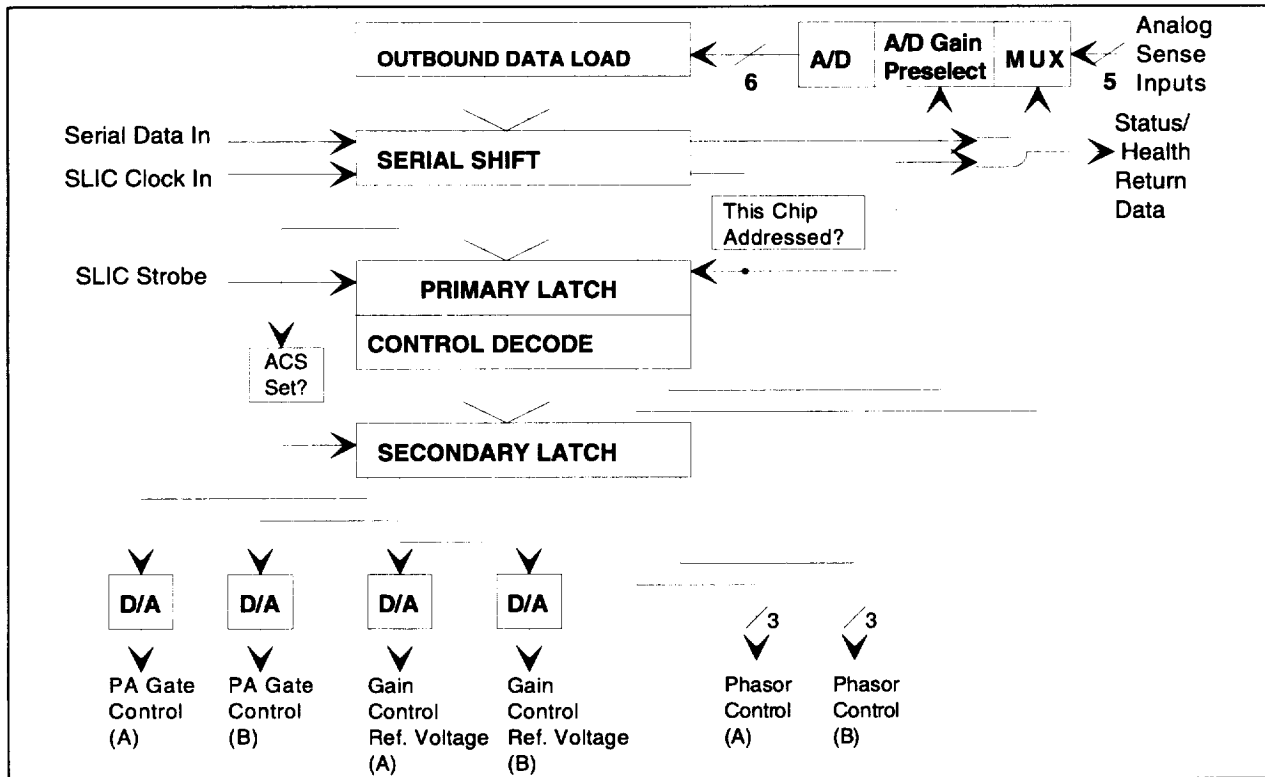 OUTBOUND DATA LOAD
6
A/D
A/D Gain
Preselect
MUX
5
Analog
Sense
Inputs
Serial Data In
SLIC Clock In
SERIAL SHIFT
Status/
Health
Return
Data
This Chip
Addressed?
SLIC Strobe
PRIMARY LATCH
CONTROL DECODE
ACS
Set?
SECONDARY LATCH
D/A
D/A
D/A
D/A
3
3
PA Gate
Control
(A)
PA Gate
Control
(B)
Gain
Control
Ref. Voltage
(A)
Gain
Control
Ref. Voltage
(B)
Phasor
Control
(A)
Phasor
Control
(B)